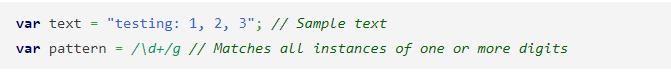 var text = "testing: 1, 2, 3"; // Sample text
var pattern = /\d+/g // Matches all instances of one or more digits